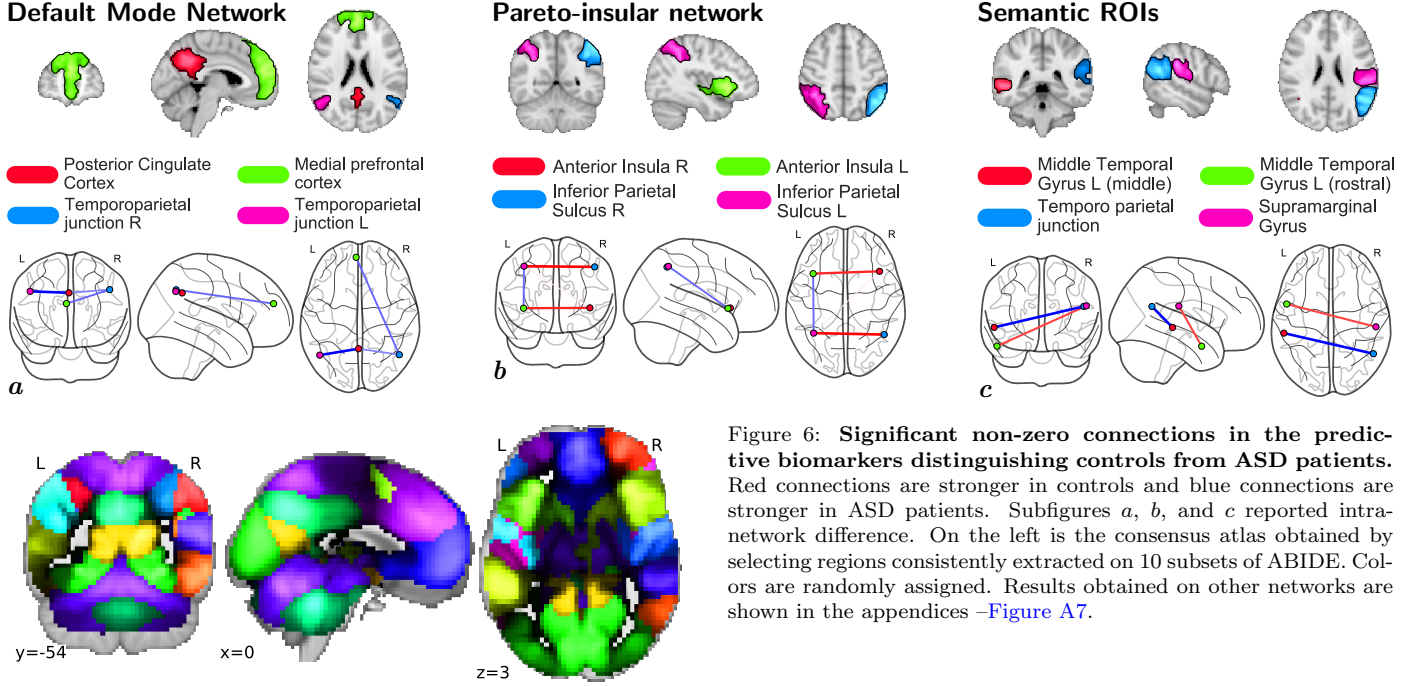 Default Mode Network
Posterior Cingulate
Cortex
Medial prefrontal
cortex
Temporoparietal
junction R
Temporoparietal
junction L
L
R
a
Pareto-insular network
Anterior Insula R
Anterior Insula L
Inferior Parietal
Sulcus R
Inferior Parietal
Sulcus L
L
R
L
R
b
Semantic ROIs
Middle Temporal
Gyrus L (middle)
Middle Temporal
Gyrus L (rostral)
Temporo parietal
junction
Supramarginal
Gyrus
L
R
L
R
c
L
R
y=-54
x=0
L
R
z=3
Figure 6: Significant non-zero connections in the predic-
tive biomarkers distinguishing controls from ASD patients.
Red connections are stronger in controls and blue connections are
stronger in ASD patients. Subfigures a, b, and c reported intra-
network difference. On the left is the consensus atlas obtained by
selecting regions consistently extracted on 10 subsets of ABIDE. Col-
ors are randomly assigned. Results obtained on other networks are
shown in the appendices –Figure A7.